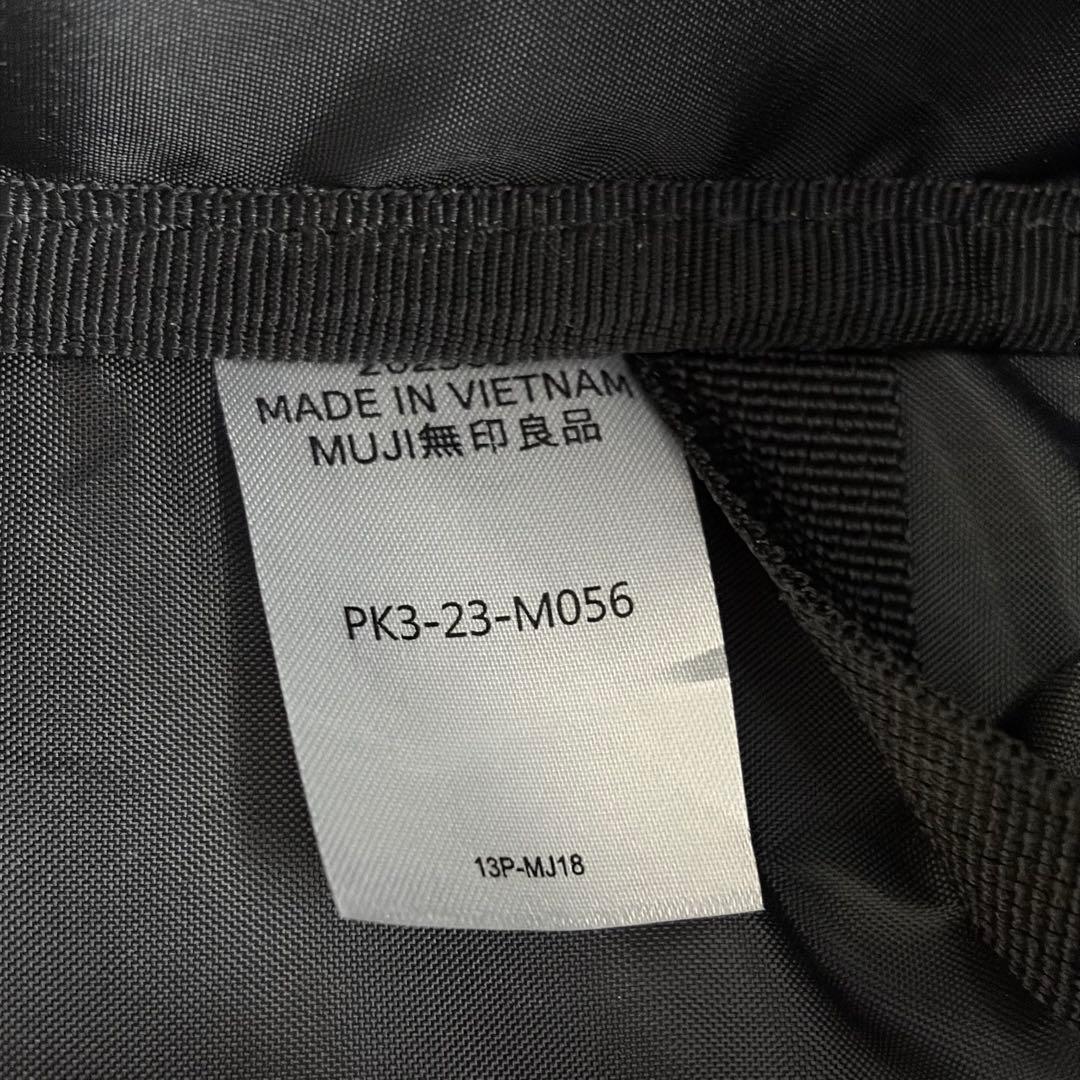 MADE IN VIETNAM
MUJI無印良品
PK3-23-M056
13P-MJ18